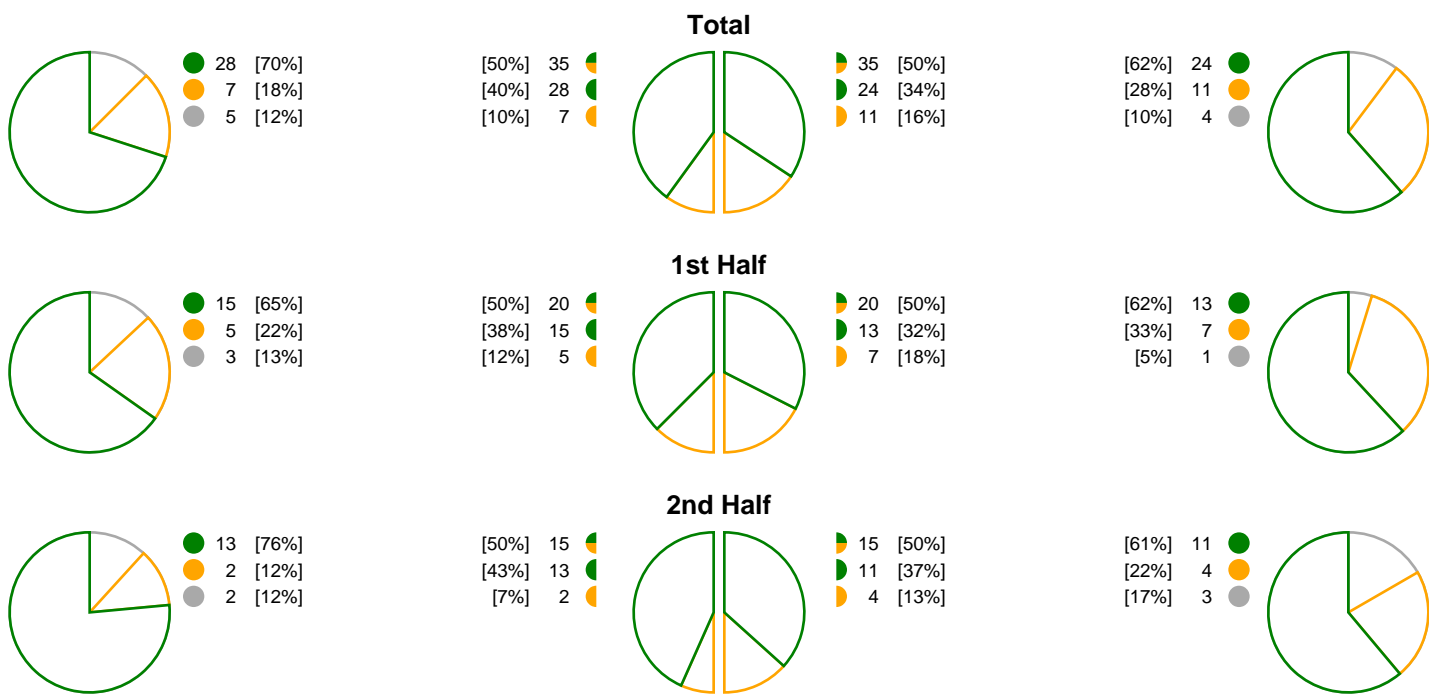 Total
28 [70%] [50%] 35 35 [50%] [62%] 24
7 [18%] [40%] 28 24 [34%] [28%] 11
5 [12%] [10%] 7 11 [16%] [10%] 4
1st Half
15 [65%] [50%] 20 20 [50%] [62%] 13
5 [22%] [38%] 15 13 [32%] [33%] 7
3 [13%] [12%] 5 7 [18%] [5%] 1
2nd Half
13 [76%] [50%] 15 15 [50%] [61%] 11
2 [12%] [43%] 13 11 [37%] [22%] 4
2 [12%] [7%] 2 4 [13%] [17%] 3